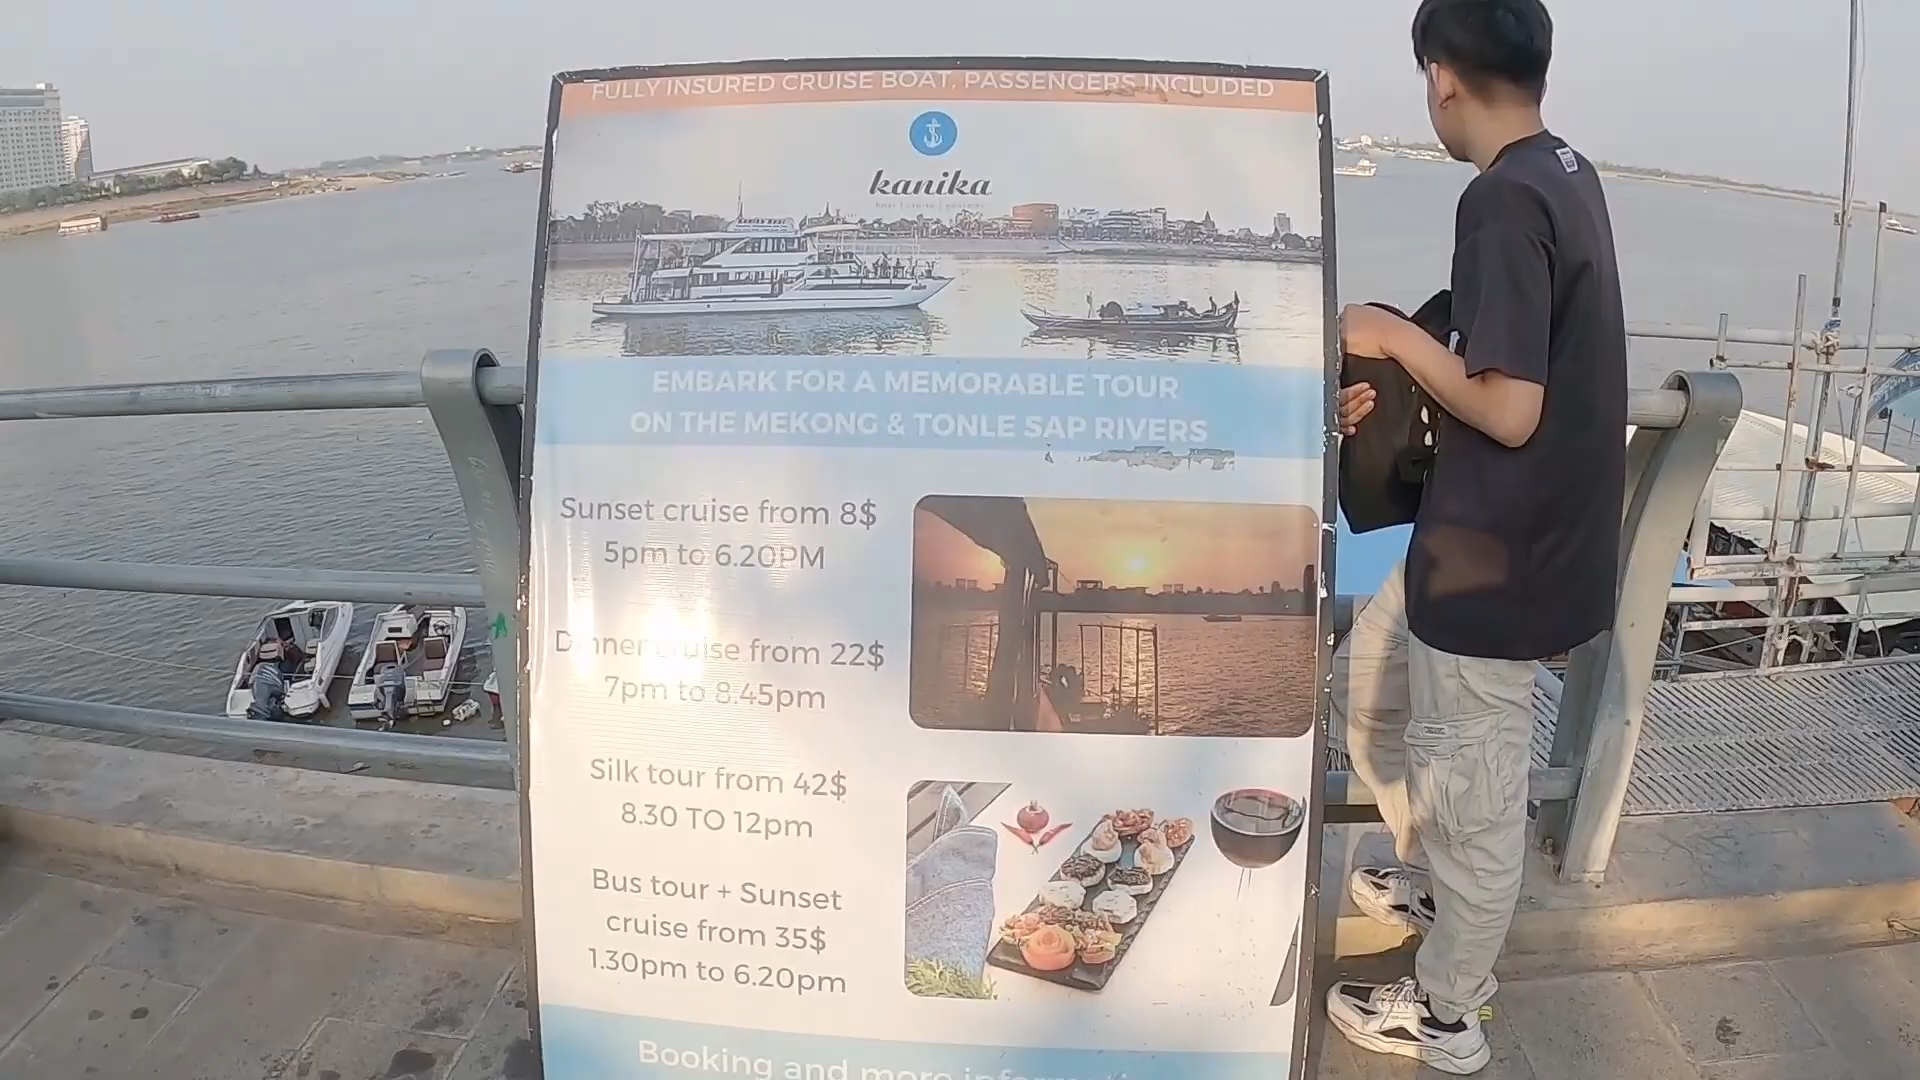 FULLY INSURED CRUISE BOAT, PASSENGERS INCLUDED
kanika
EMBARK FOR A MEMORABLE TOUR
ON THE MEKONG & TONLE SAP RIVERS
Sunset cruise from 8$
5pm to 6.20PM
Dinner cruise from 22$
7pm to 8.45pm
Silk tour from 42$
8.30 TO 12pm
Bus tour + Sunset
cruise from 35$
1.30pm to 6.20pm
Booking and more